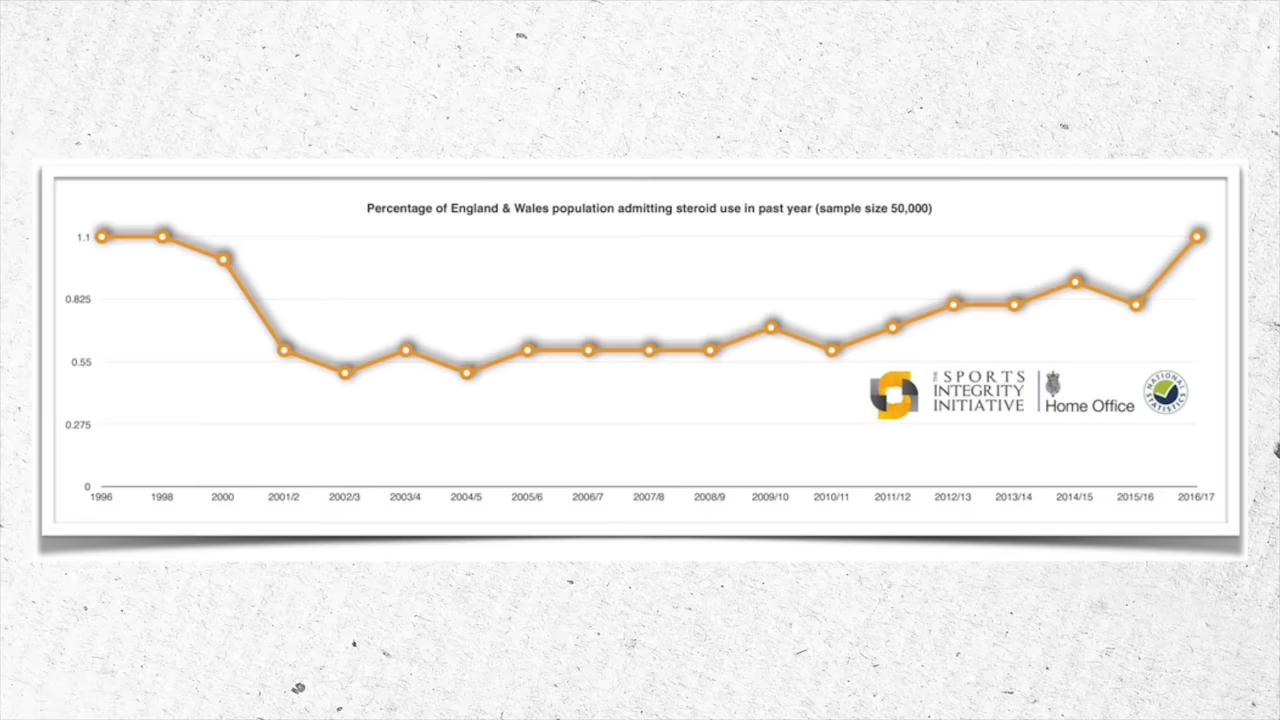 Percentage of England & Wales population admitting steroid use in past year (sample size 50,000)
1.1
0.825
0.55
0.275
0
1996 1998 2000 2001/2 2002/3 2003/4 2004/5 2005/6 2006/7 2007/8 2008/9 2009/10 2010/11 2011/12 2012/13 2013/14 2014/15 2015/16 2016/17
THE SPORTS
INTEGRITY
INITIATIVE
Home Office
NATIONAL
STATISTICS